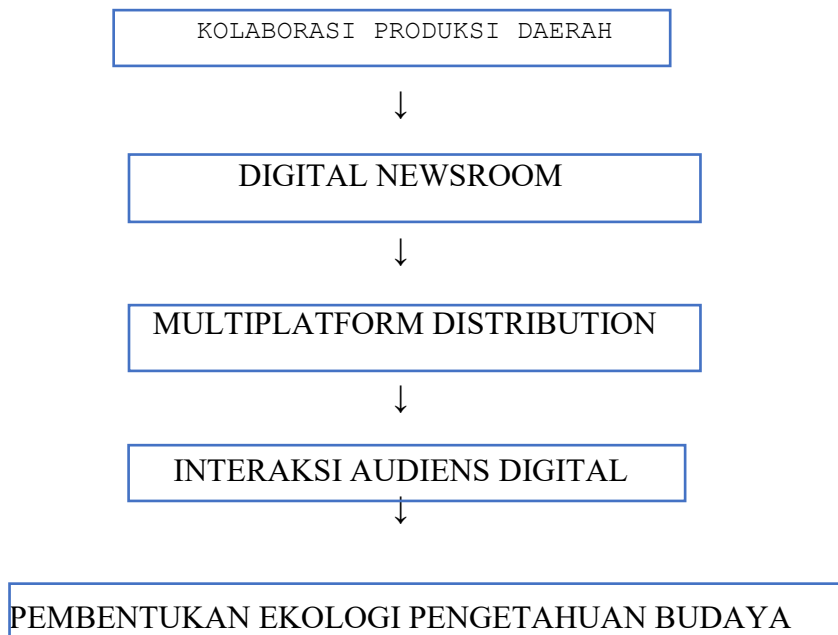 KOLABORASI PRODUKSI DAERAH
↓
DIGITAL NEWSROOM
↓
MULTIPLATFORM DISTRIBUTION
↓
INTERAKSI AUDIENS DIGITAL
↓
PEMBENTUKAN EKOLOGI PENGETAHUAN BUDAYA